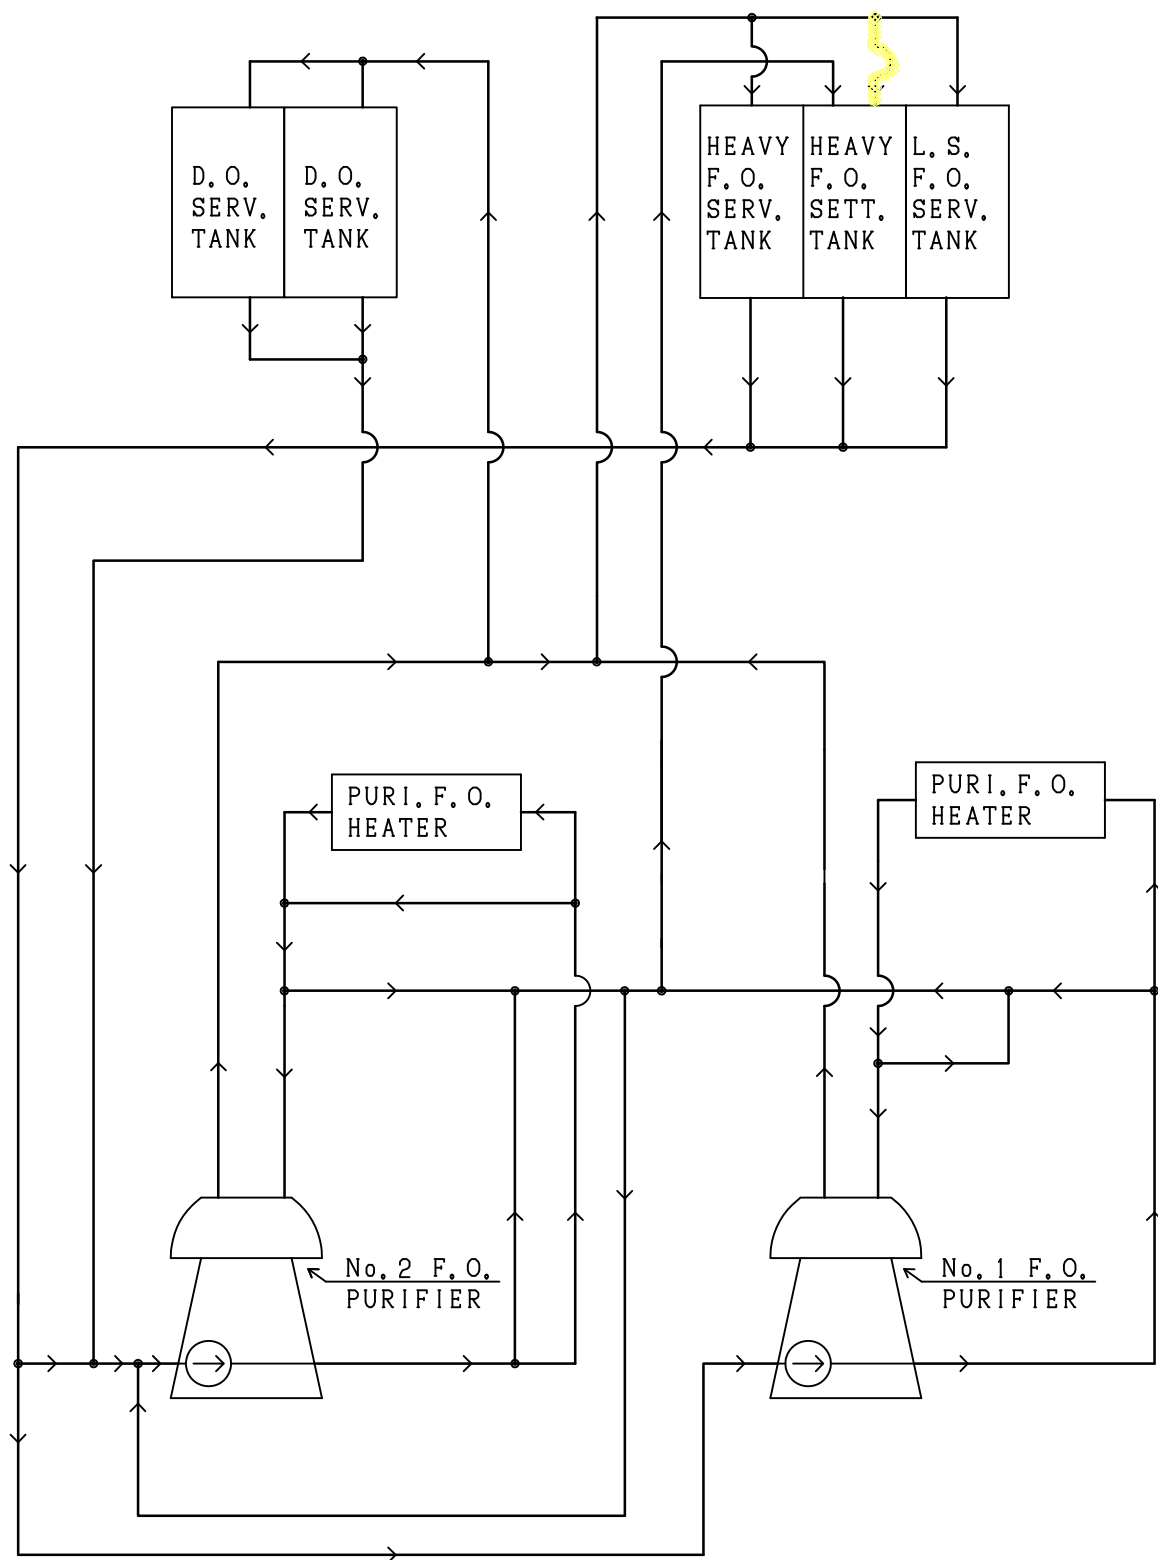 D.O.
SERV.
TANK
D.O.
SERV.
TANK
HEAVY
F.O.
SERV.
TANK
HEAVY
F.O.
SETT.
TANK
L.S.
F.O.
SERV.
TANK
PURI.F.O.
HEATER
PURI.F.O.
HEATER
No.2 F.O.
PURIFIER
No.1 F.O.
PURIFIER